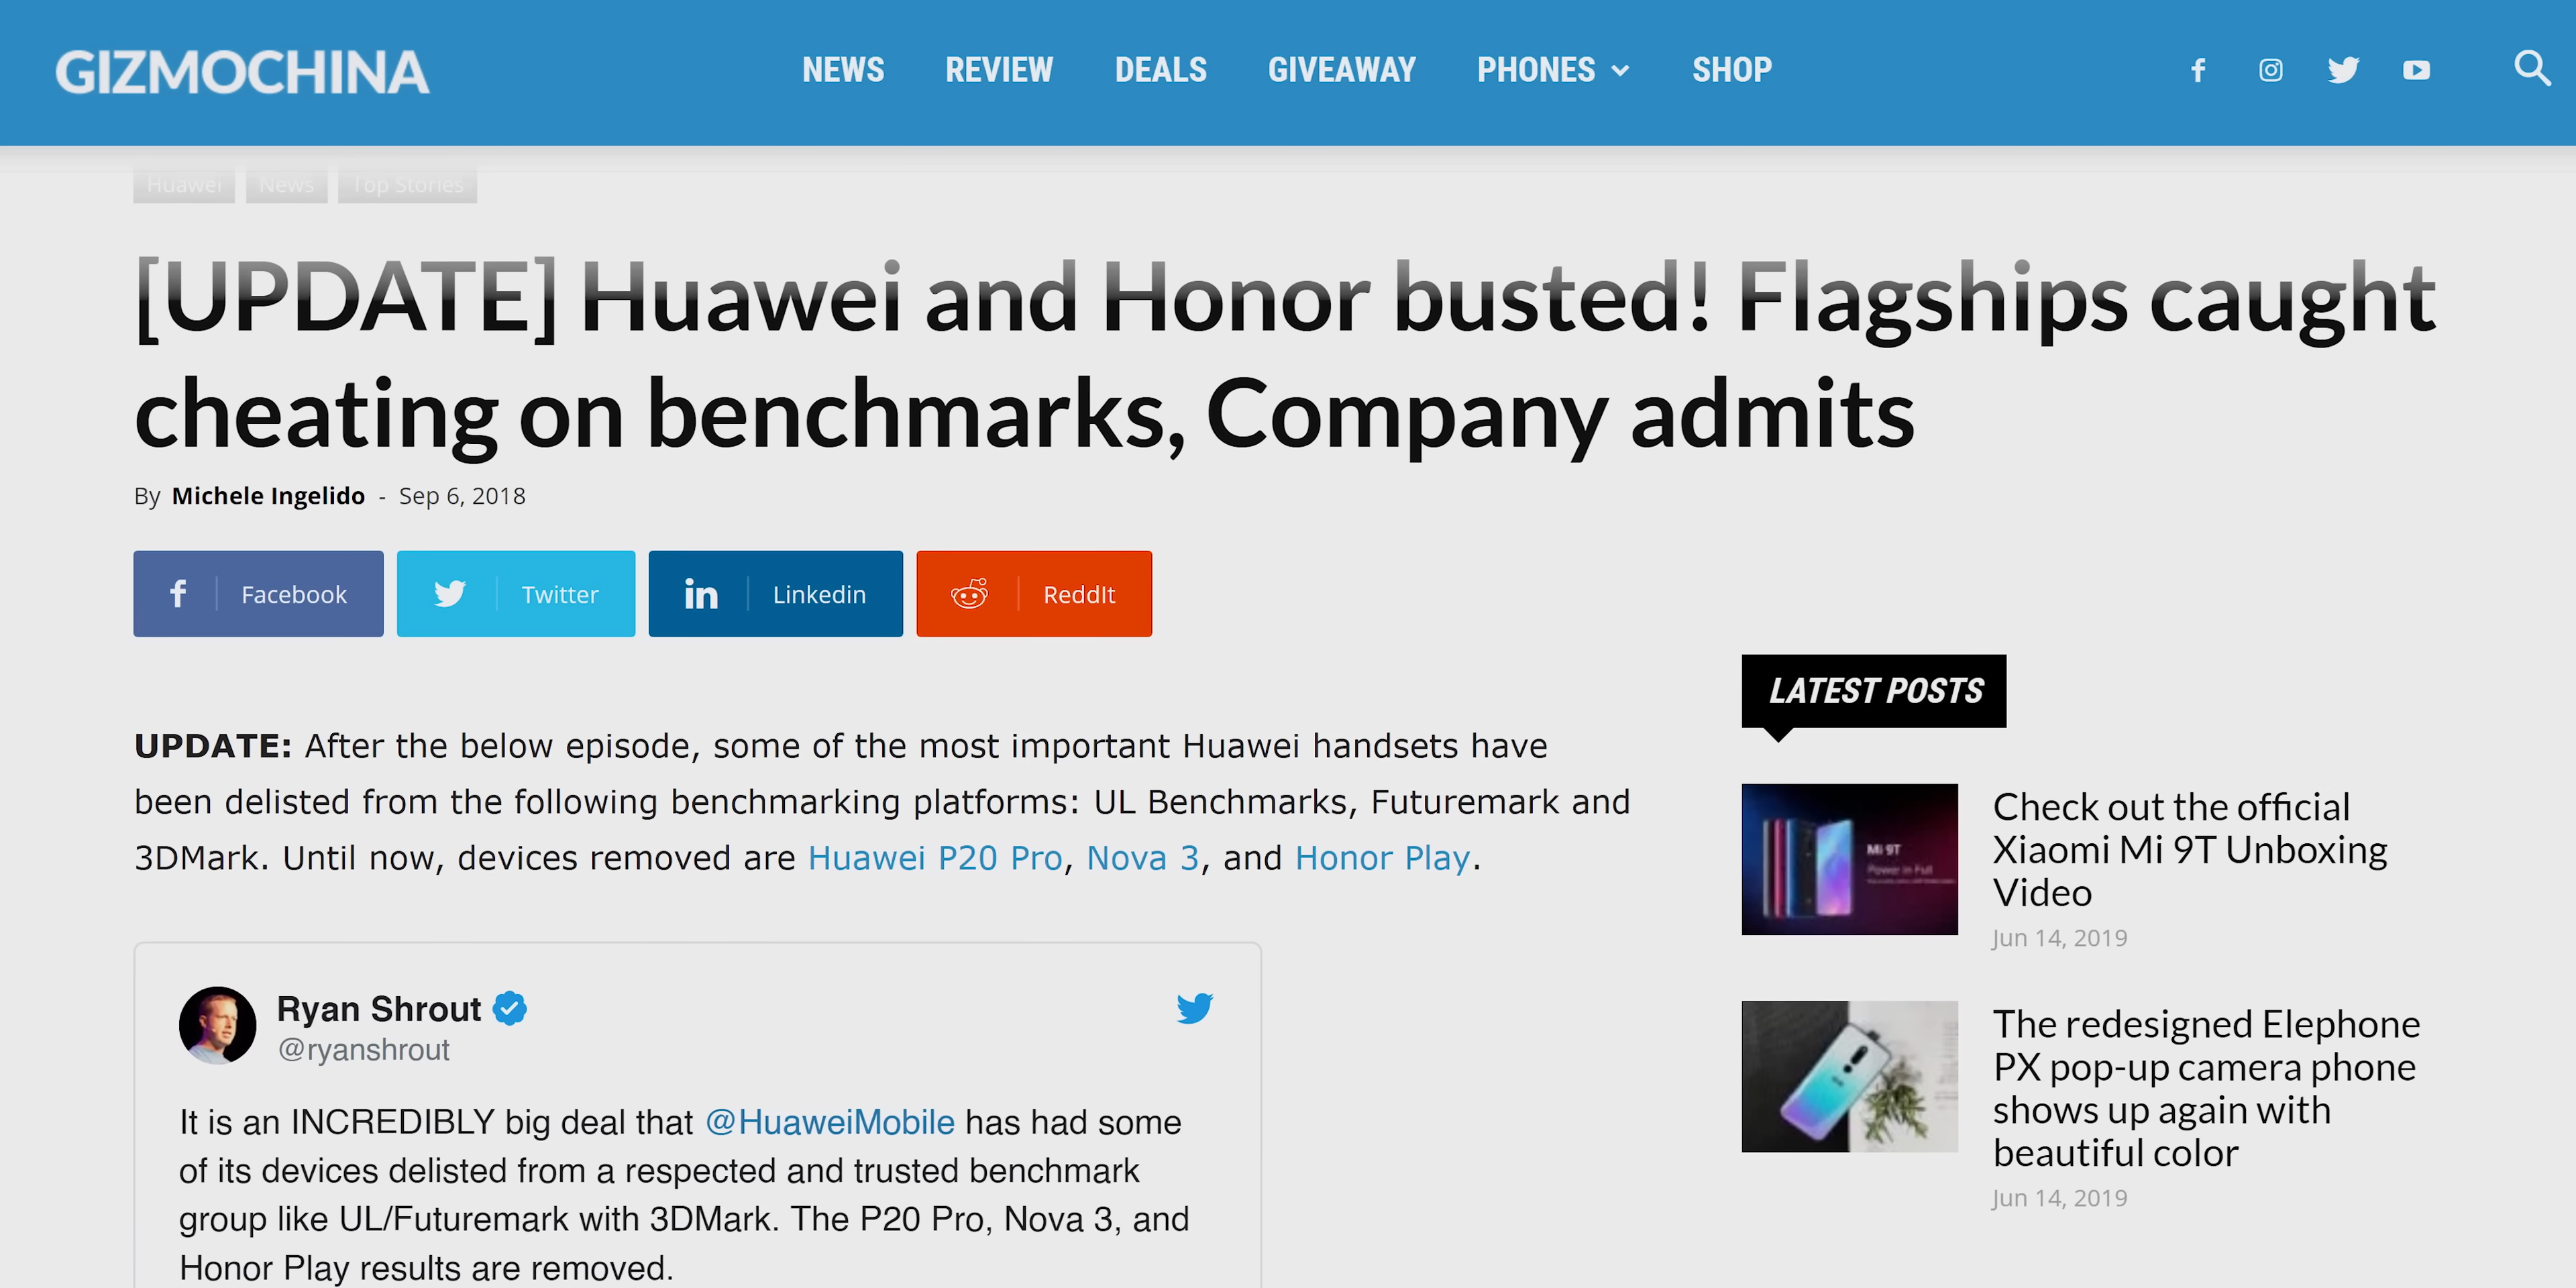 GIZMOCHINA
NEWS REVIEW DEALS GIVEAWAY PHONES SHOP
Huawei News Top Stories
[UPDATE] Huawei and Honor busted! Flagships caught
cheating on benchmarks, Company admits
By Michele Ingelido - Sep 6, 2018
Facebook Twitter Linkedin ReddIt
UPDATE: After the below episode, some of the most important Huawei handsets have
been delisted from the following benchmarking platforms: UL Benchmarks, Futuremark and
3DMark. Until now, devices removed are Huawei P20 Pro, Nova 3, and Honor Play.
Ryan Shrout
@ryanshrout
It is an INCREDIBLY big deal that @HuaweiMobile has had some
of its devices delisted from a respected and trusted benchmark
group like UL/Futuremark with 3DMark. The P20 Pro, Nova 3, and
Honor Play results are removed.
LATEST POSTS
Mi 9T
Power in Full
Check out the official
Xiaomi Mi 9T Unboxing
Video
Jun 14, 2019
The redesigned Elephone
PX pop-up camera phone
shows up again with
beautiful color
Jun 14, 2019